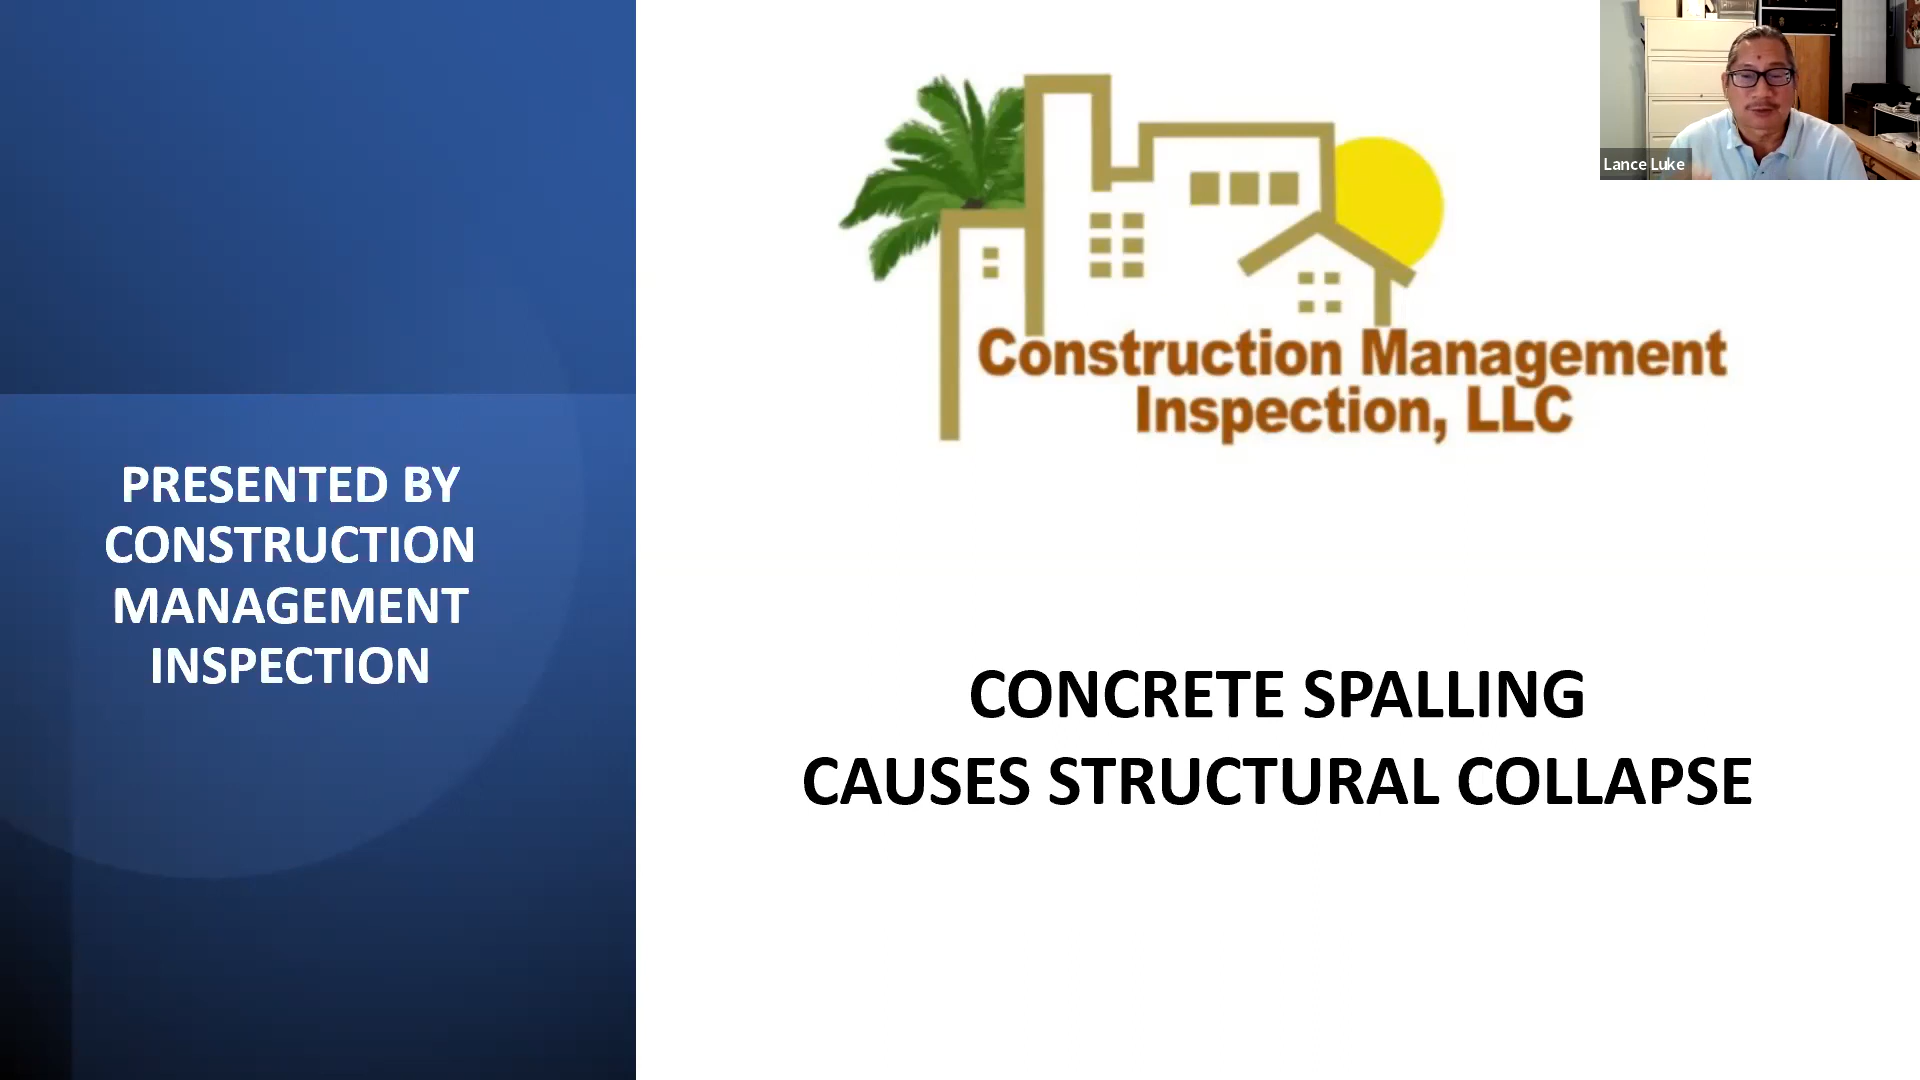 PRESENTED BY
CONSTRUCTION
MANAGEMENT
INSPECTION
Construction Management
Inspection, LLC
CONCRETE SPALLING
CAUSES STRUCTURAL COLLAPSE
Lance Luke